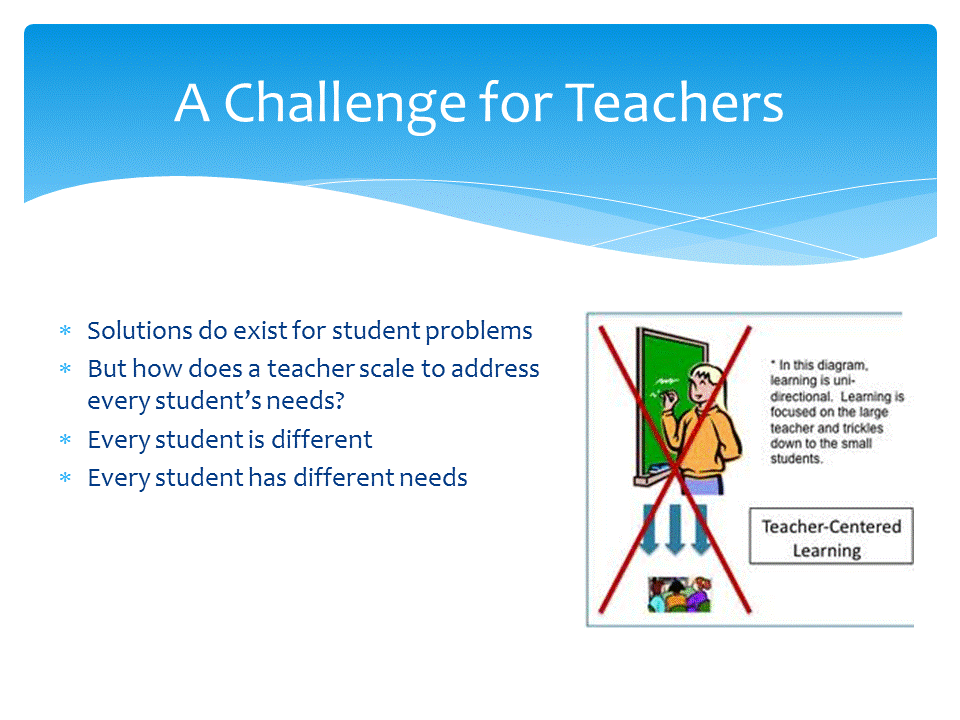 A Challenge for Teachers
Solutions do exist for student problems
But how does a teacher scale to address
every student's needs?
Every student is different
Every student has different needs
* In this diagram,
learning is uni-
directional. Learning is
focused on the large
teacher and trickles
down to the small
students.
Teacher-Centered
Learning